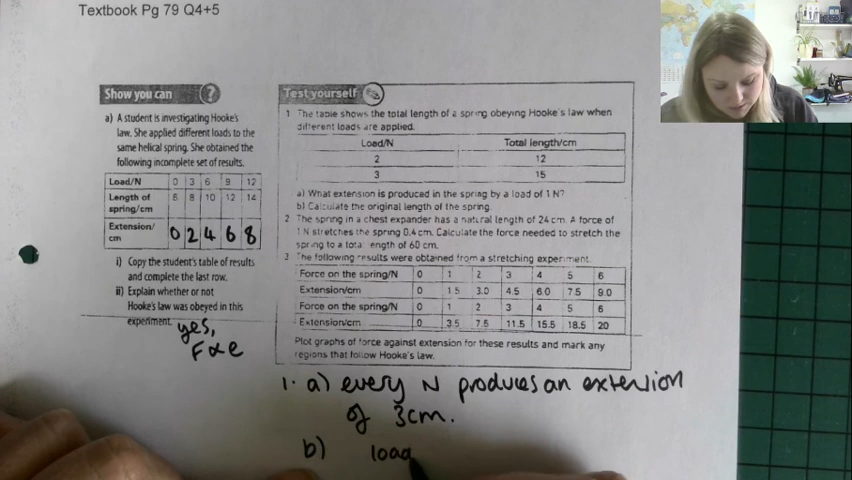 Textbook Pg 79 Q4+5
Show you can ?
a) A student is investigating Hooke's
law. She applied different loads to the
same helical spring. She obtained the
following incomplete set of results.
Load/N 0 3 6 9 12
Length of
spring/cm 6 8 10 12 14
Extension/
cm 0 2 4 6 8
i) Copy the student's table of results
and complete the last row.
ii) Explain whether or not
Hooke's law was obeyed in this
experiment.
yes,
F∝e
Test yourself
1 The table shows the total length of a spring obeying Hooke's law when
different loads are applied.
Load/N Total length/cm
2 12
3 15
a) What extension is produced in the spring by a load of 1 N?
b) Calculate the original length of the spring.
2 The spring in a chest expander has a natural length of 24 cm. A force of
1 N stretches the spring 0.4 cm. Calculate the force needed to stretch the
spring to a total length of 60 cm.
3 The following results were obtained from a stretching experiment.
Force on the spring/N 0 1 2 3 4 5 6
Extension/cm 0 1.5 3.0 4.5 6.0 7.5 9.0
Force on the spring/N 0 1 2 3 4 5 6
Extension/cm 0 3.5 7.5 11.5 15.5 18.5 20
Plot graphs of force against extension for these results and mark any
regions that follow Hooke's law.
1. a) every N produces an extension
of 3cm.
b) load